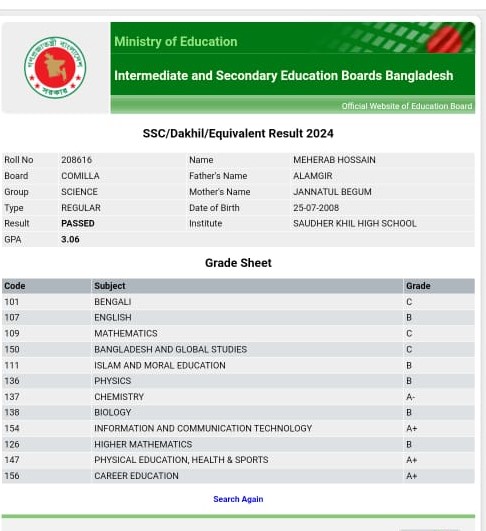 Ministry of Education
Intermediate and Secondary Education Boards Bangladesh
Official Website of Education Board
SSC/Dakhil/Equivalent Result 2024
Roll No 208616 Name MEHERAB HOSSAIN
Board COMILLA Father's Name ALAMGIR
Group SCIENCE Mother's Name JANNATUL BEGUM
Type REGULAR Date of Birth 25-07-2008
Result PASSED Institute SAUDHER KHIL HIGH SCHOOL
GPA 3.06
Grade Sheet
Code Subject Grade
101 BENGALI C
107 ENGLISH B
109 MATHEMATICS C
150 BANGLADESH AND GLOBAL STUDIES C
111 ISLAM AND MORAL EDUCATION B
136 PHYSICS B
137 CHEMISTRY A-
138 BIOLOGY B
154 INFORMATION AND COMMUNICATION TECHNOLOGY A+
126 HIGHER MATHEMATICS B
147 PHYSICAL EDUCATION, HEALTH & SPORTS A+
156 CAREER EDUCATION A+
Search Again